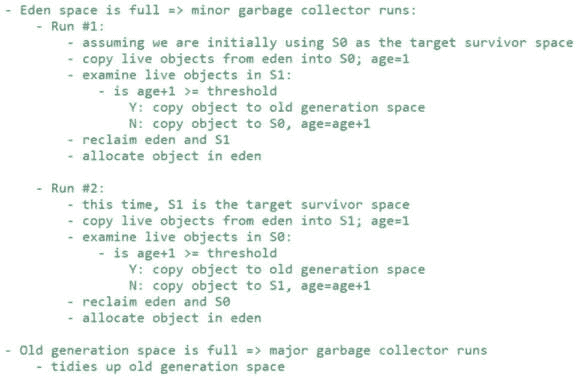 - Eden space is full => minor garbage collector runs:
- Run #1:
- assuming we are initially using S0 as the target survivor space
- copy live objects from eden into S0; age=1
- examine live objects in S1:
- is age+1 >= threshold
Y: copy object to old generation space
N: copy object to S0, age=age+1
- reclaim eden and S1
- allocate object in eden
- Run #2:
- this time, S1 is the target survivor space
- copy live objects from eden into S1; age=1
- examine live objects in S0:
- is age+1 >= threshold
Y: copy object to old generation space
N: copy object to S1, age=age+1
- reclaim eden and S0
- allocate object in eden
- Old generation space is full => major garbage collector runs
- tidies up old generation space